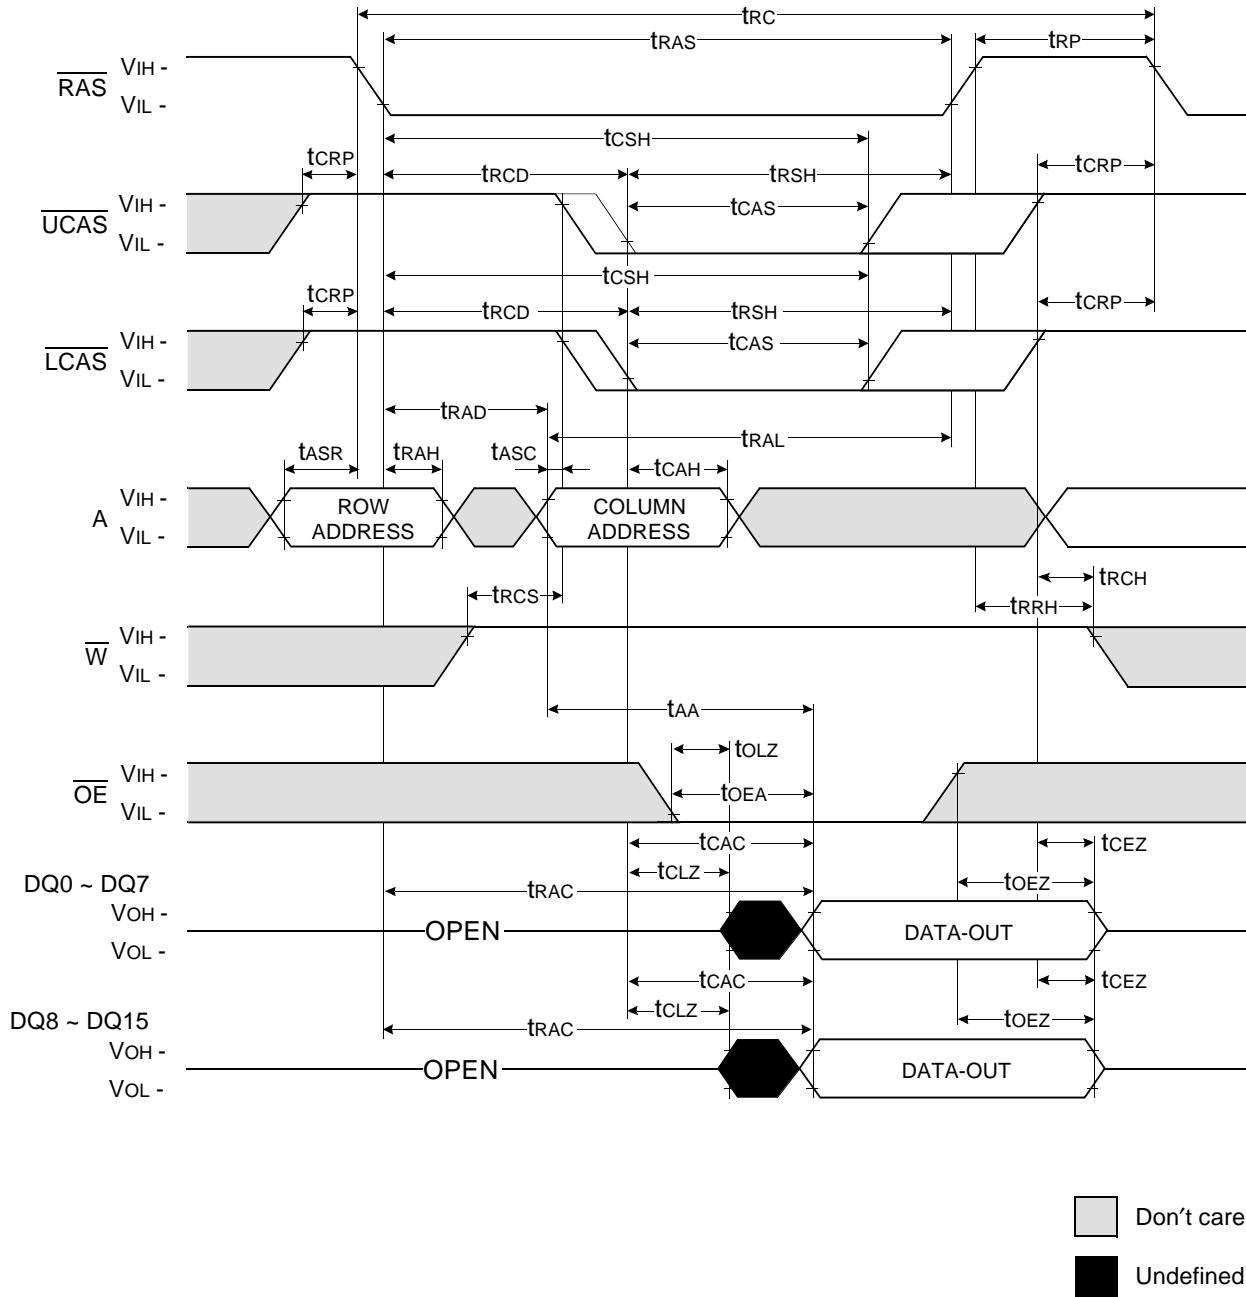 tRC
tRAS
tRP
RAS
VIH -
VIL -
tCSH
tCRP
tRCD
tRSH
tCRP
UCAS
VIH -
VIL -
tCAS
tCSH
tCRP
tRCD
tRSH
tCRP
LCAS
VIH -
VIL -
tCAS
tRAD
tRAL
tASR
tRAH
tASC
tCAH
A
VIH -
VIL -
ROW
ADDRESS
COLUMN
ADDRESS
tRCS
tRCH
tRRH
W
VIH -
VIL -
tAA
tOLZ
OE
VIH -
VIL -
tOEA
tCAC
tCEZ
tCLZ
tOEZ
DQ0 ~ DQ7
tRAC
VOH -
VOL -
OPEN
DATA-OUT
tCAC
tCEZ
tCLZ
tOEZ
DQ8 ~ DQ15
tRAC
VOH -
VOL -
OPEN
DATA-OUT
Don′t care
Undefined